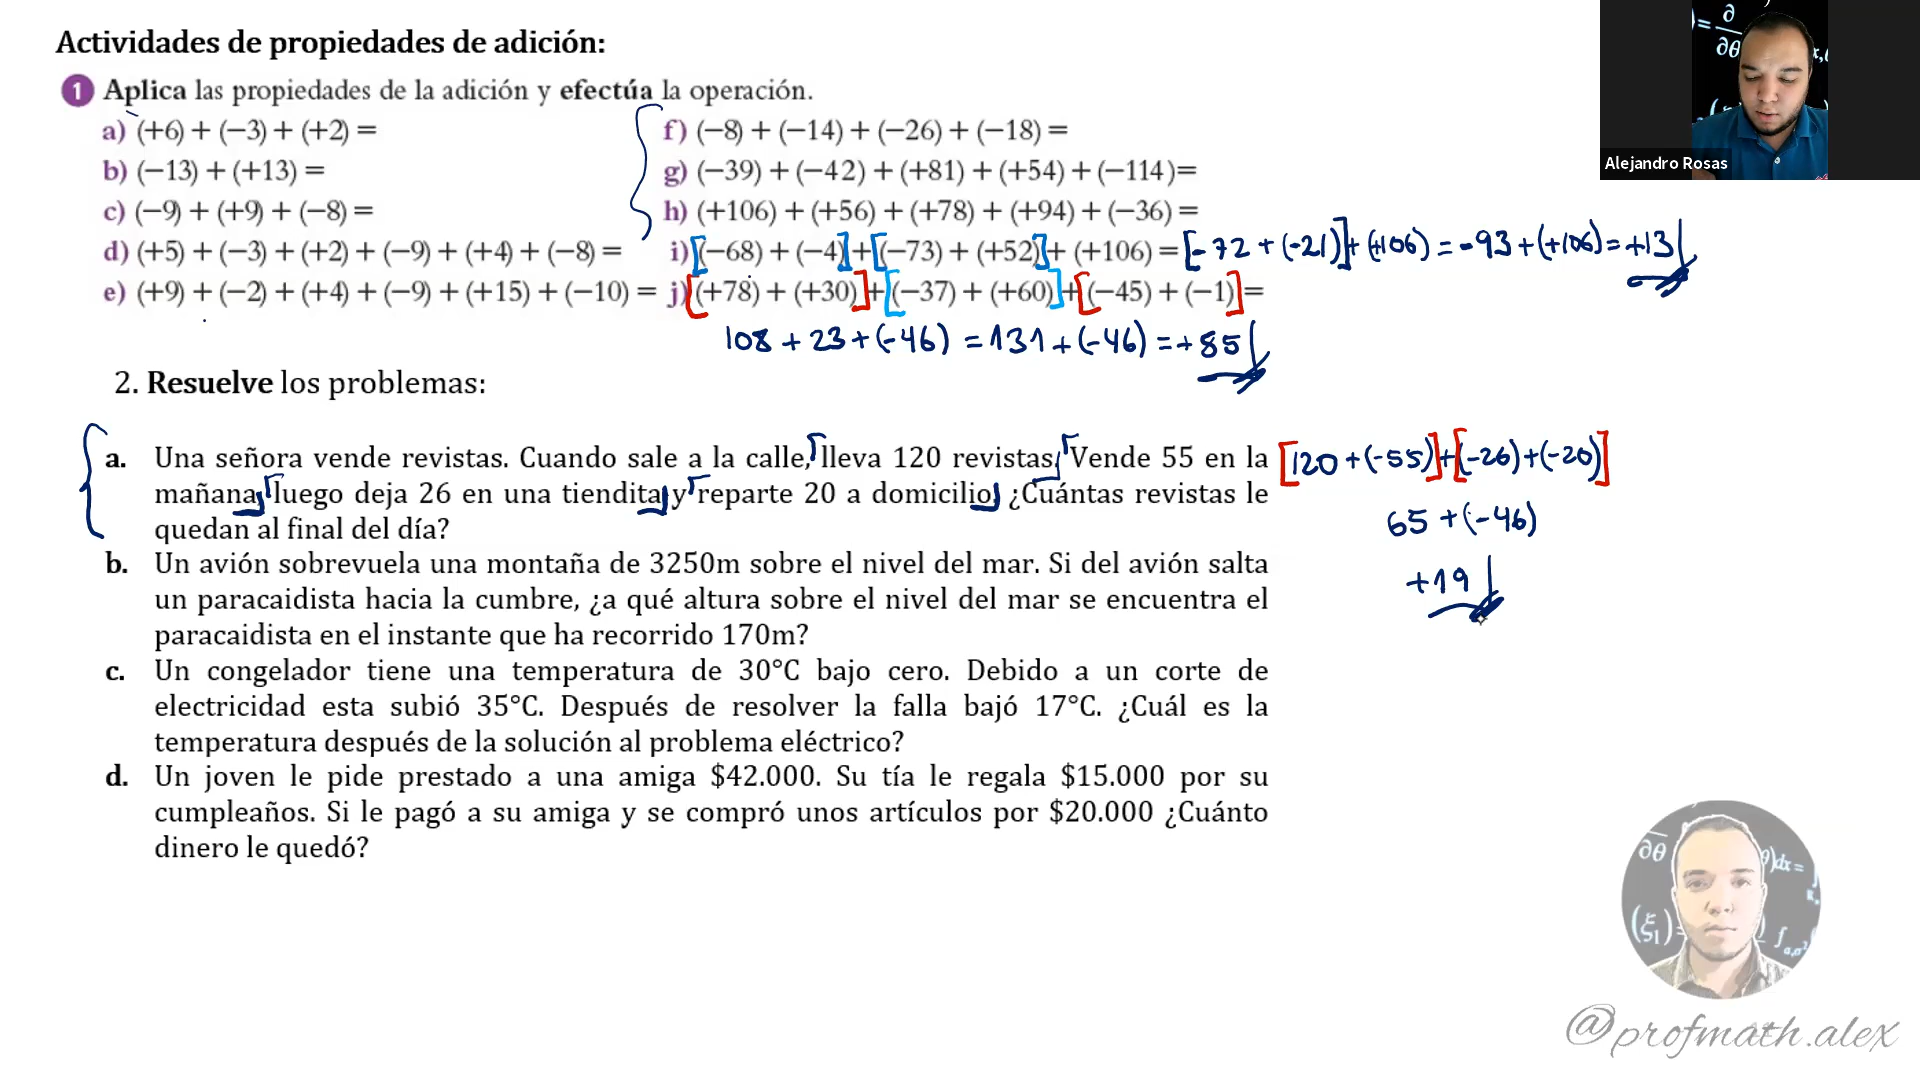 Actividades de propiedades de adición:
1 Aplica las propiedades de la adición y efectúa la operación.
a) (+6) + (−3) + (+2) =
b) (−13) + (+13) =
c) (−9) + (+9) + (−8) =
d) (+5) + (−3) + (+2) + (−9) + (+4) + (−8) =
e) (+9) + (−2) + (+4) + (−9) + (+15) + (−10) =
f) (−8) + (−14) + (−26) + (−18) =
g) (−39) + (−42) + (+81) + (+54) + (−114)=
h) (+106) + (+56) + (+78) + (+94) + (−36) =
i) [(−68) + (−4)] + [(−73) + (+52)] + (+106) = [-72 + (-21)] + (+106) = -93 + (+106) = +13
j) [(+78) + (+30)] + [(−37) + (+60)] + [(−45) + (−1)] =
108 + 23 + (-46) = 131 + (-46) = +85
2. Resuelve los problemas:
a. Una señora vende revistas. Cuando sale a la calle, lleva 120 revistas. Vende 55 en la
mañana, luego deja 26 en una tiendita y reparte 20 a domicilio. ¿Cuántas revistas le
quedan al final del día?
[120 + (-55)] + [(-26) + (-20)]
65 + (-46)
+19
b. Un avión sobrevuela una montaña de 3250m sobre el nivel del mar. Si del avión salta
un paracaidista hacia la cumbre, ¿a qué altura sobre el nivel del mar se encuentra el
paracaidista en el instante que ha recorrido 170m?
c. Un congelador tiene una temperatura de 30°C bajo cero. Debido a un corte de
electricidad esta subió 35°C. Después de resolver la falla bajó 17°C. ¿Cuál es la
temperatura después de la solución al problema eléctrico?
d. Un joven le pide prestado a una amiga $42.000. Su tía le regala $15.000 por su
cumpleaños. Si le pagó a su amiga y se compró unos artículos por $20.000 ¿Cuánto
dinero le quedó?
Alejandro Rosas
@profmath.alex